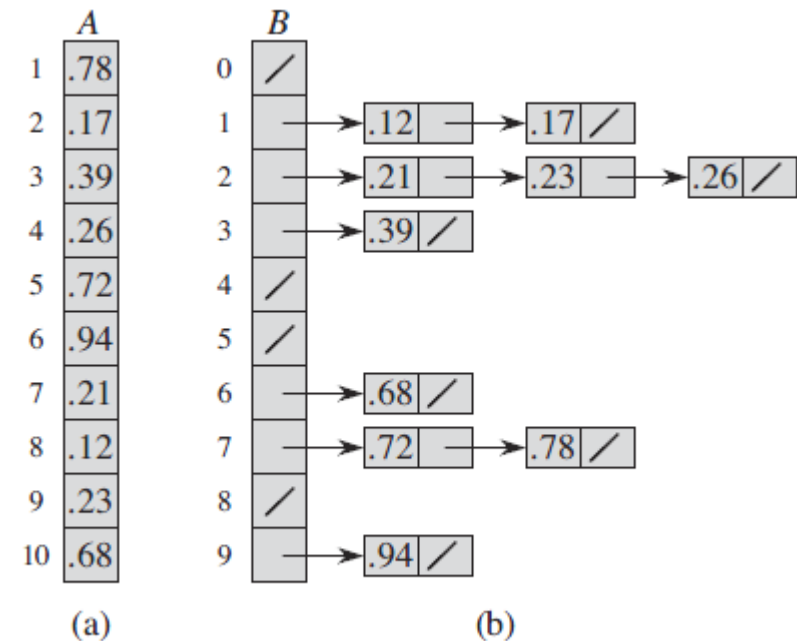 A B
1 .78 0 /
2 .17 1 .12 .17 /
3 .39 2 .21 .23 .26 /
4 .26 3 .39 /
5 .72 4 /
6 .94 5 /
7 .21 6 .68 /
8 .12 7 .72 .78 /
9 .23 8 /
10 .68 9 .94 /
(a) (b)